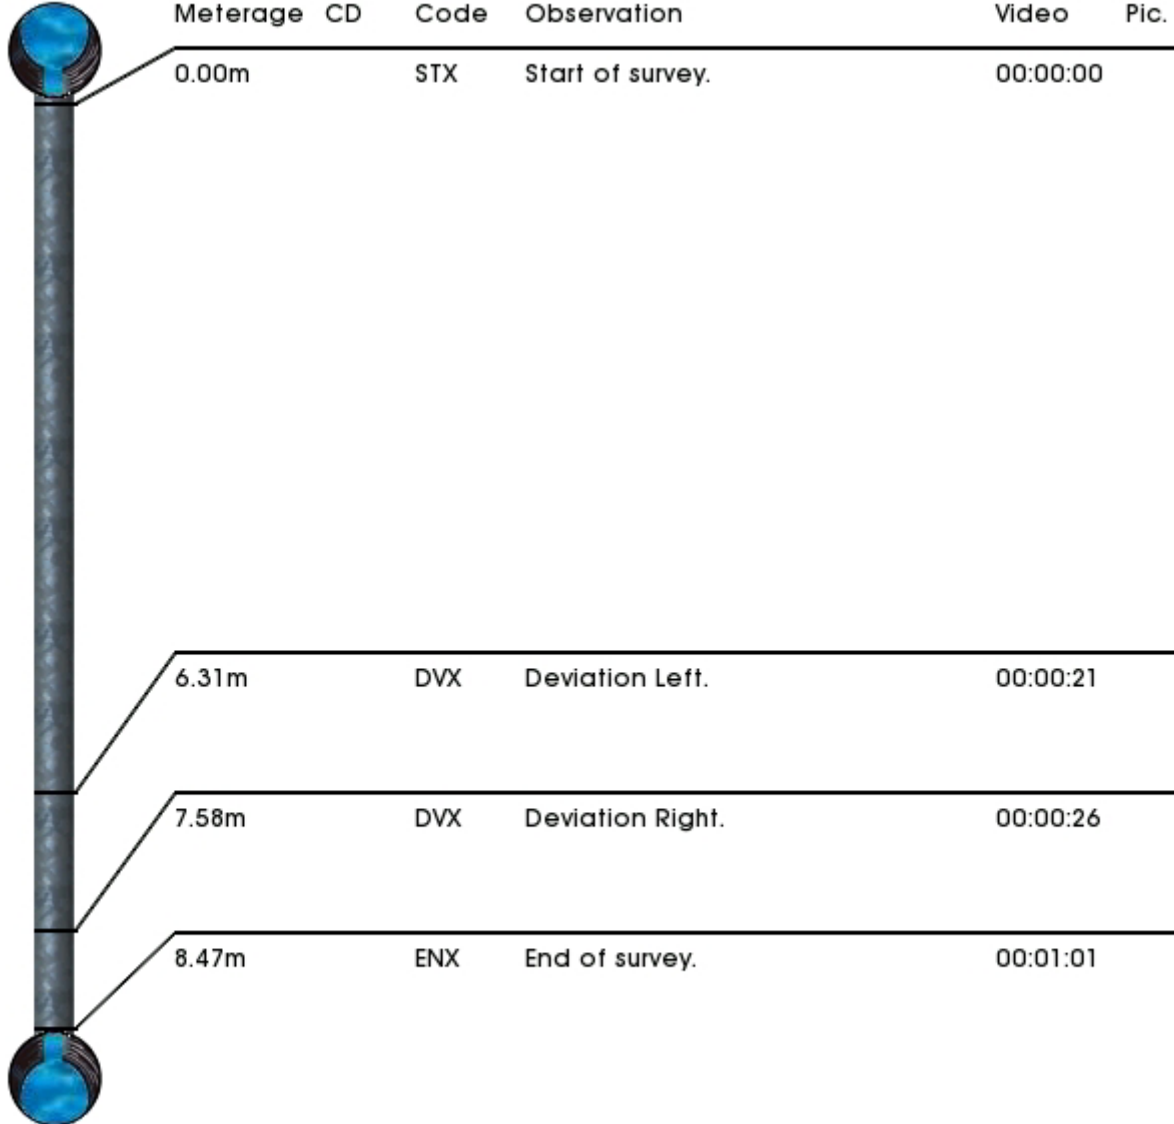 Meterage CD Code Observation Video Pic.
0.00m STX Start of survey. 00:00:00
6.31m DVX Deviation Left. 00:00:21
7.58m DVX Deviation Right. 00:00:26
8.47m ENX End of survey. 00:01:01